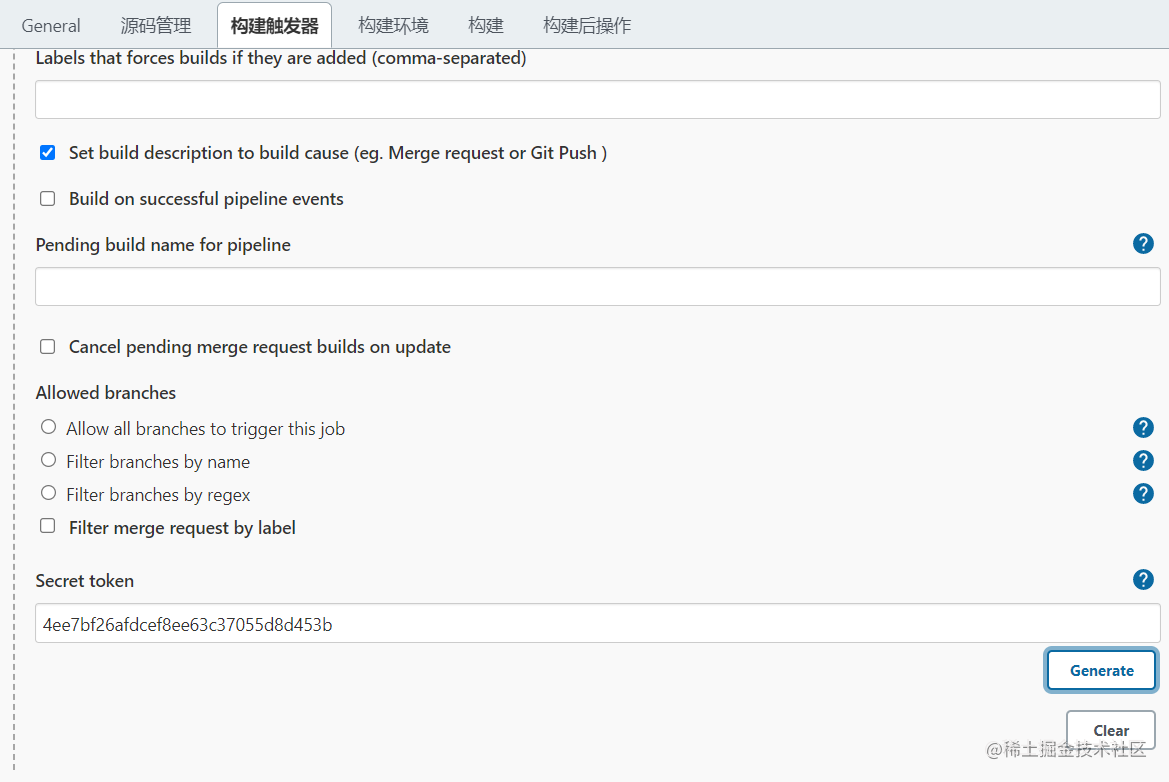 General 源码管理 构建触发器 构建环境 构建 构建后操作
Labels that forces builds if they are added (comma-separated)
Set build description to build cause (eg. Merge request or Git Push )
Build on successful pipeline events
Pending build name for pipeline
Cancel pending merge request builds on update
Allowed branches
Allow all branches to trigger this job
Filter branches by name
Filter branches by regex
Filter merge request by label
Secret token
4ee7bf26afdcef8ee63c37055d8d453b
Generate
Clear
@稀土掘金技术社区